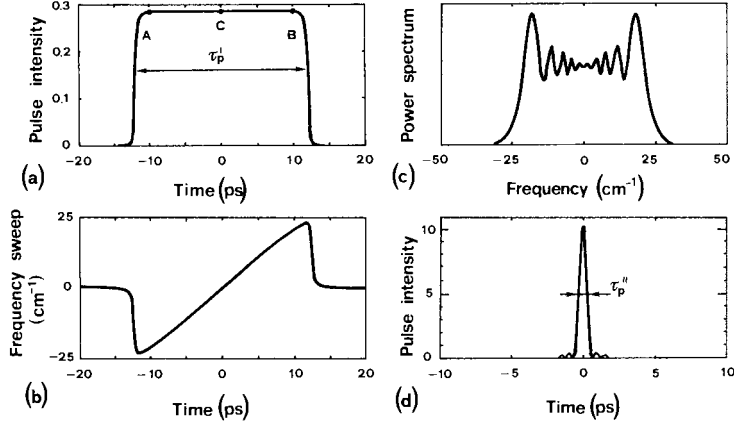 Pulse intensity
0.3
0.2
0.1
0
A
C
B
τp′
−20
−10
0
10
20
Time (ps)
(a)
Power spectrum
−50
−25
0
25
50
Frequency (cm⁻¹)
(c)
Frequency sweep
(cm⁻¹)
25
0
−25
−20
−10
0
10
20
Time (ps)
(b)
Pulse intensity
10
5
0
τp″
−10
−5
0
5
10
Time (ps)
(d)